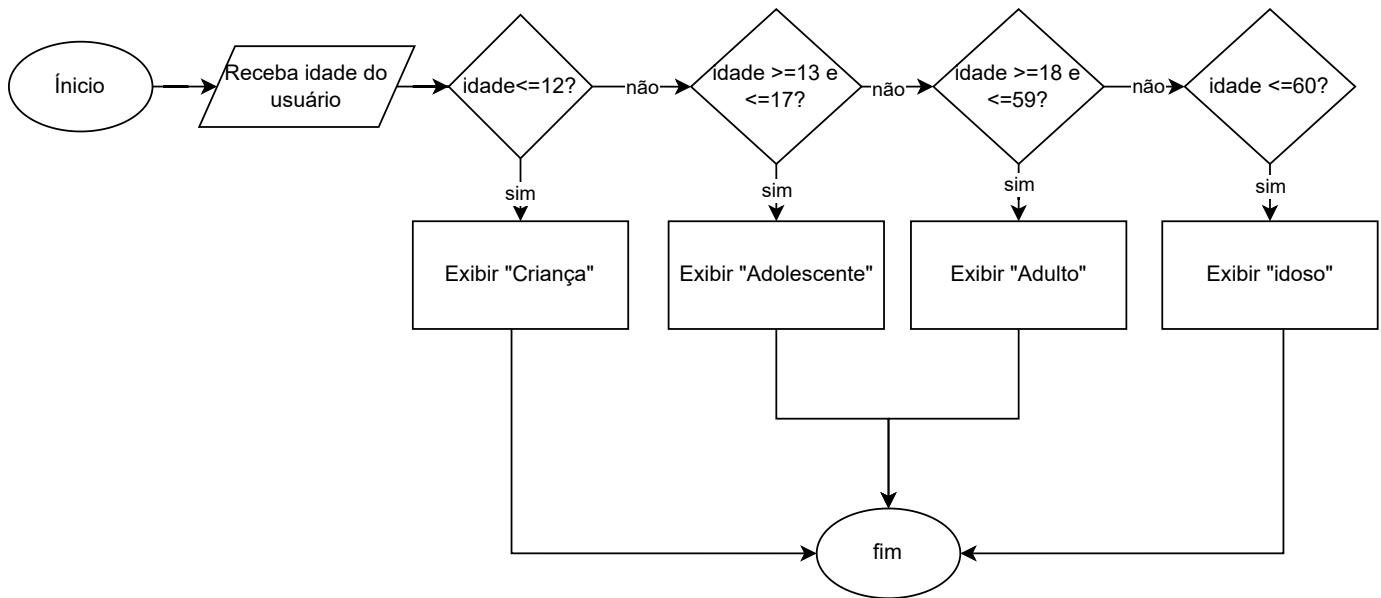 Ínicio
Receba idade do
usuário
idade<=12?
não
idade >=13 e
<=17?
não
idade >=18 e
<=59?
não
idade <=60?
sim
sim
sim
sim
Exibir "Criança"
Exibir "Adolescente"
Exibir "Adulto"
Exibir "idoso"
fim